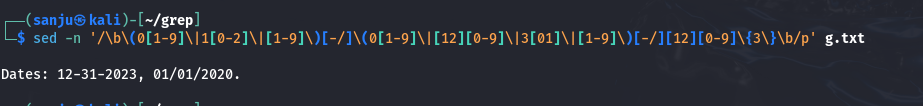 ┌──(sanju㉿kali)-[~/grep]
└─$ sed -n '/\b\(0[1-9]\|1[0-2]\|[1-9]\)[-/]\(0[1-9]\|[12][0-9]\|3[01]\|[1-9]\)[-/][12][0-9]\{3\}\b/p' g.txt
Dates: 12-31-2023, 01/01/2020.